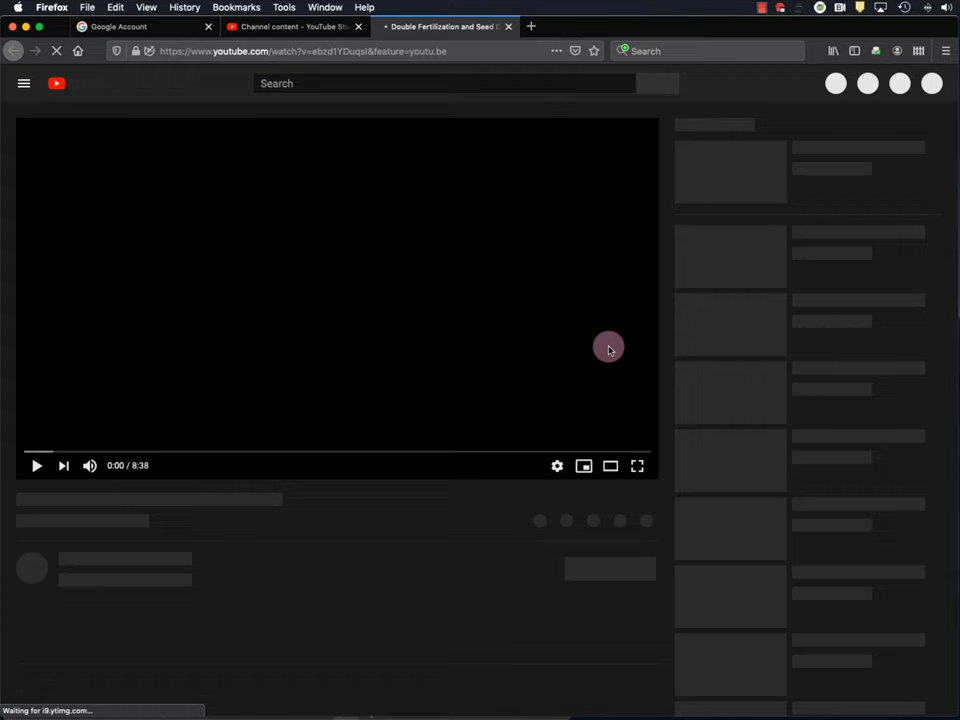 Firefox File Edit View History Bookmarks Tools Window Help
Google Account
Channel content - YouTube Stu
Double Fertilization and Seed D
https://www.youtube.com/watch?v=ebzd1YDuqsI&feature=youtu.be
Search
Search
0:00 / 8:38
Waiting for i9.ytimg.com...